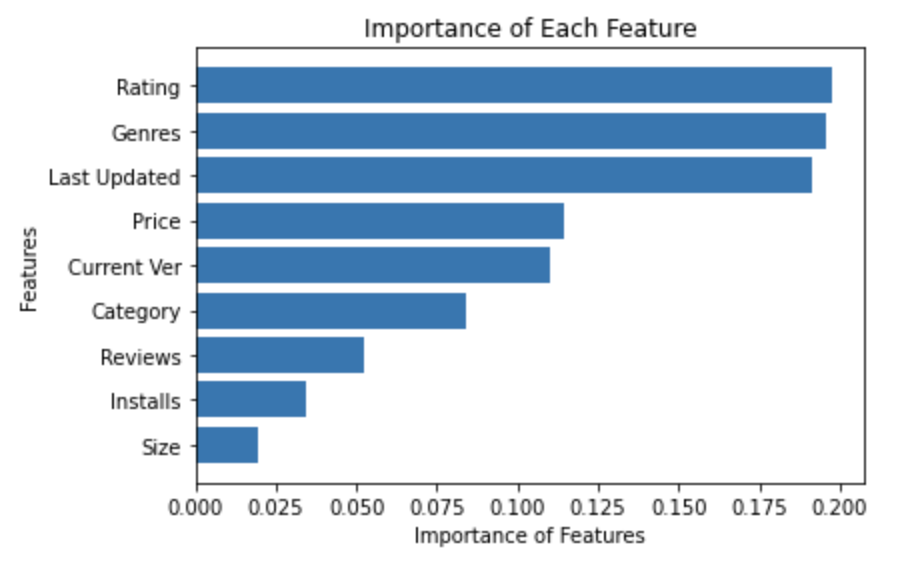 Importance of Each Feature
Rating
Genres
Last Updated
Price
Current Ver
Category
Reviews
Installs
Size
Features
0.000 0.025 0.050 0.075 0.100 0.125 0.150 0.175 0.200
Importance of Features